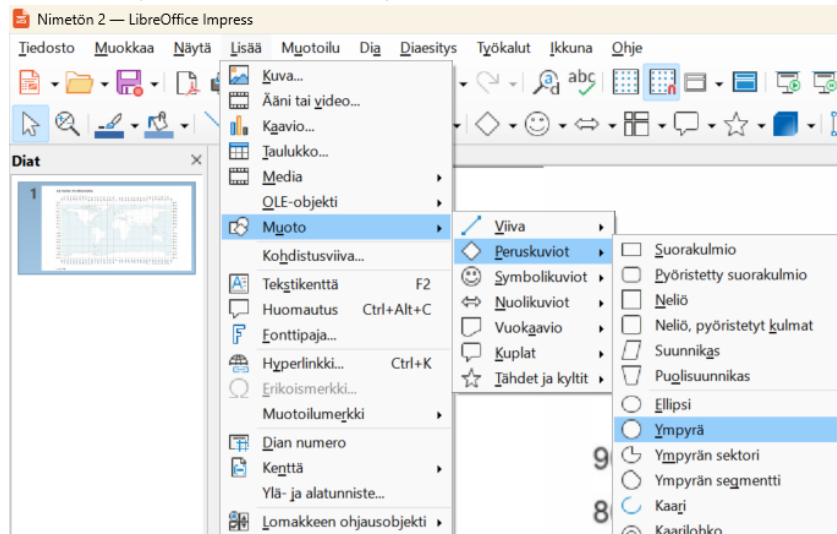 Nimetön 2 — LibreOffice Impress
Tiedosto Muokkaa Näytä Lisää Muotoilu Dia Diaesitys Työkalut Ikkuna Ohje
Diat
1
Kuva...
Ääni tai video...
Kaavio...
Taulukko...
Media
OLE-objekti
Muoto
Kohdistusviiva...
Tekstikenttä F2
Huomautus Ctrl+Alt+C
Fonttipaja...
Hyperlinkki... Ctrl+K
Erikoismerkki...
Muotoilumerkki
Dian numero
Kenttä
Ylä- ja alatunniste...
Lomakkeen ohjausobjekti
Viiva
Peruskuviot
Symbolikuviot
Nuolikuviot
Vuokaavio
Kuplat
Tähdet ja kyltit
Suorakulmio
Pyöristetty suorakulmio
Neliö
Neliö, pyöristetyt kulmat
Suunnikas
Puolisuunnikas
Ellipsi
Ympyrä
Ympyrän sektori
Ympyrän segmentti
Kaari
Kaarilohko